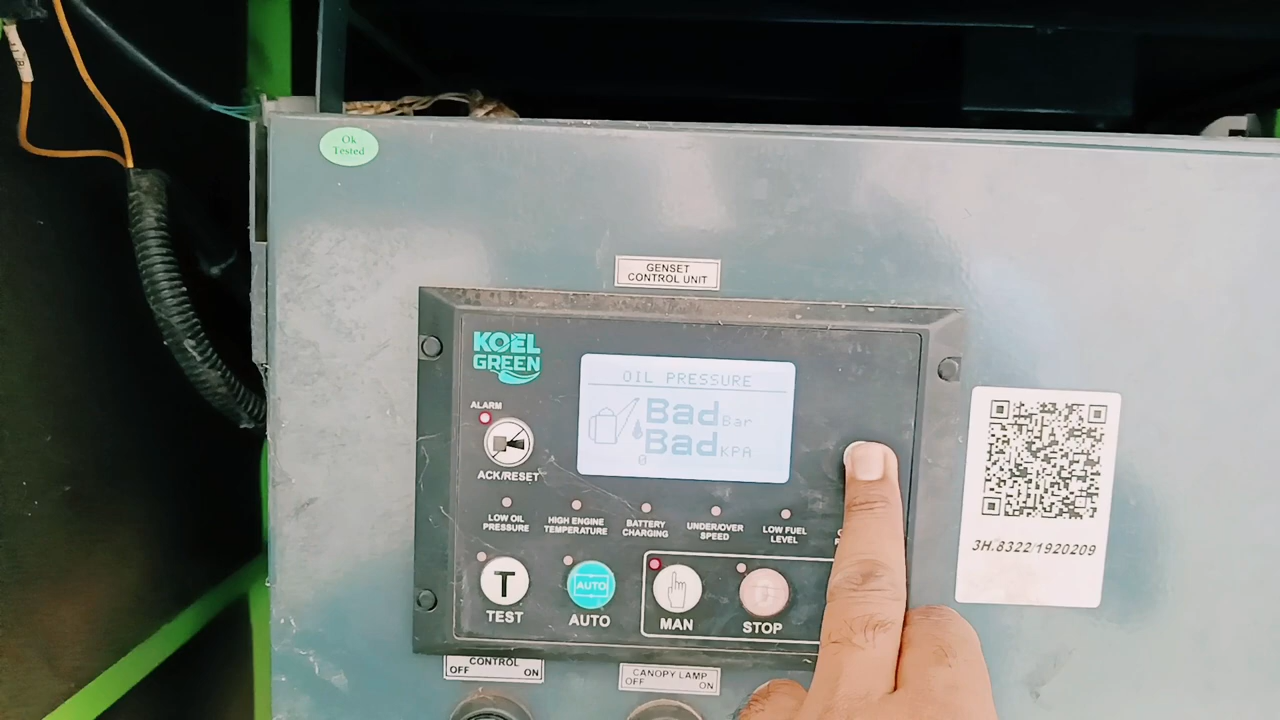 Ok
Tested
GENSET
CONTROL UNIT
KOEL
GREEN
OIL PRESSURE
Bad Bar
Bad KPA
0
ALARM
ACK/RESET
LOW OIL
PRESSURE
HIGH ENGINE
TEMPERATURE
BATTERY
CHARGING
UNDER/OVER
SPEED
LOW FUEL
LEVEL
T
AUTO
TEST
AUTO
MAN
STOP
3H.8322/1920209
CONTROL
OFF ON
CANOPY LAMP
OFF ON